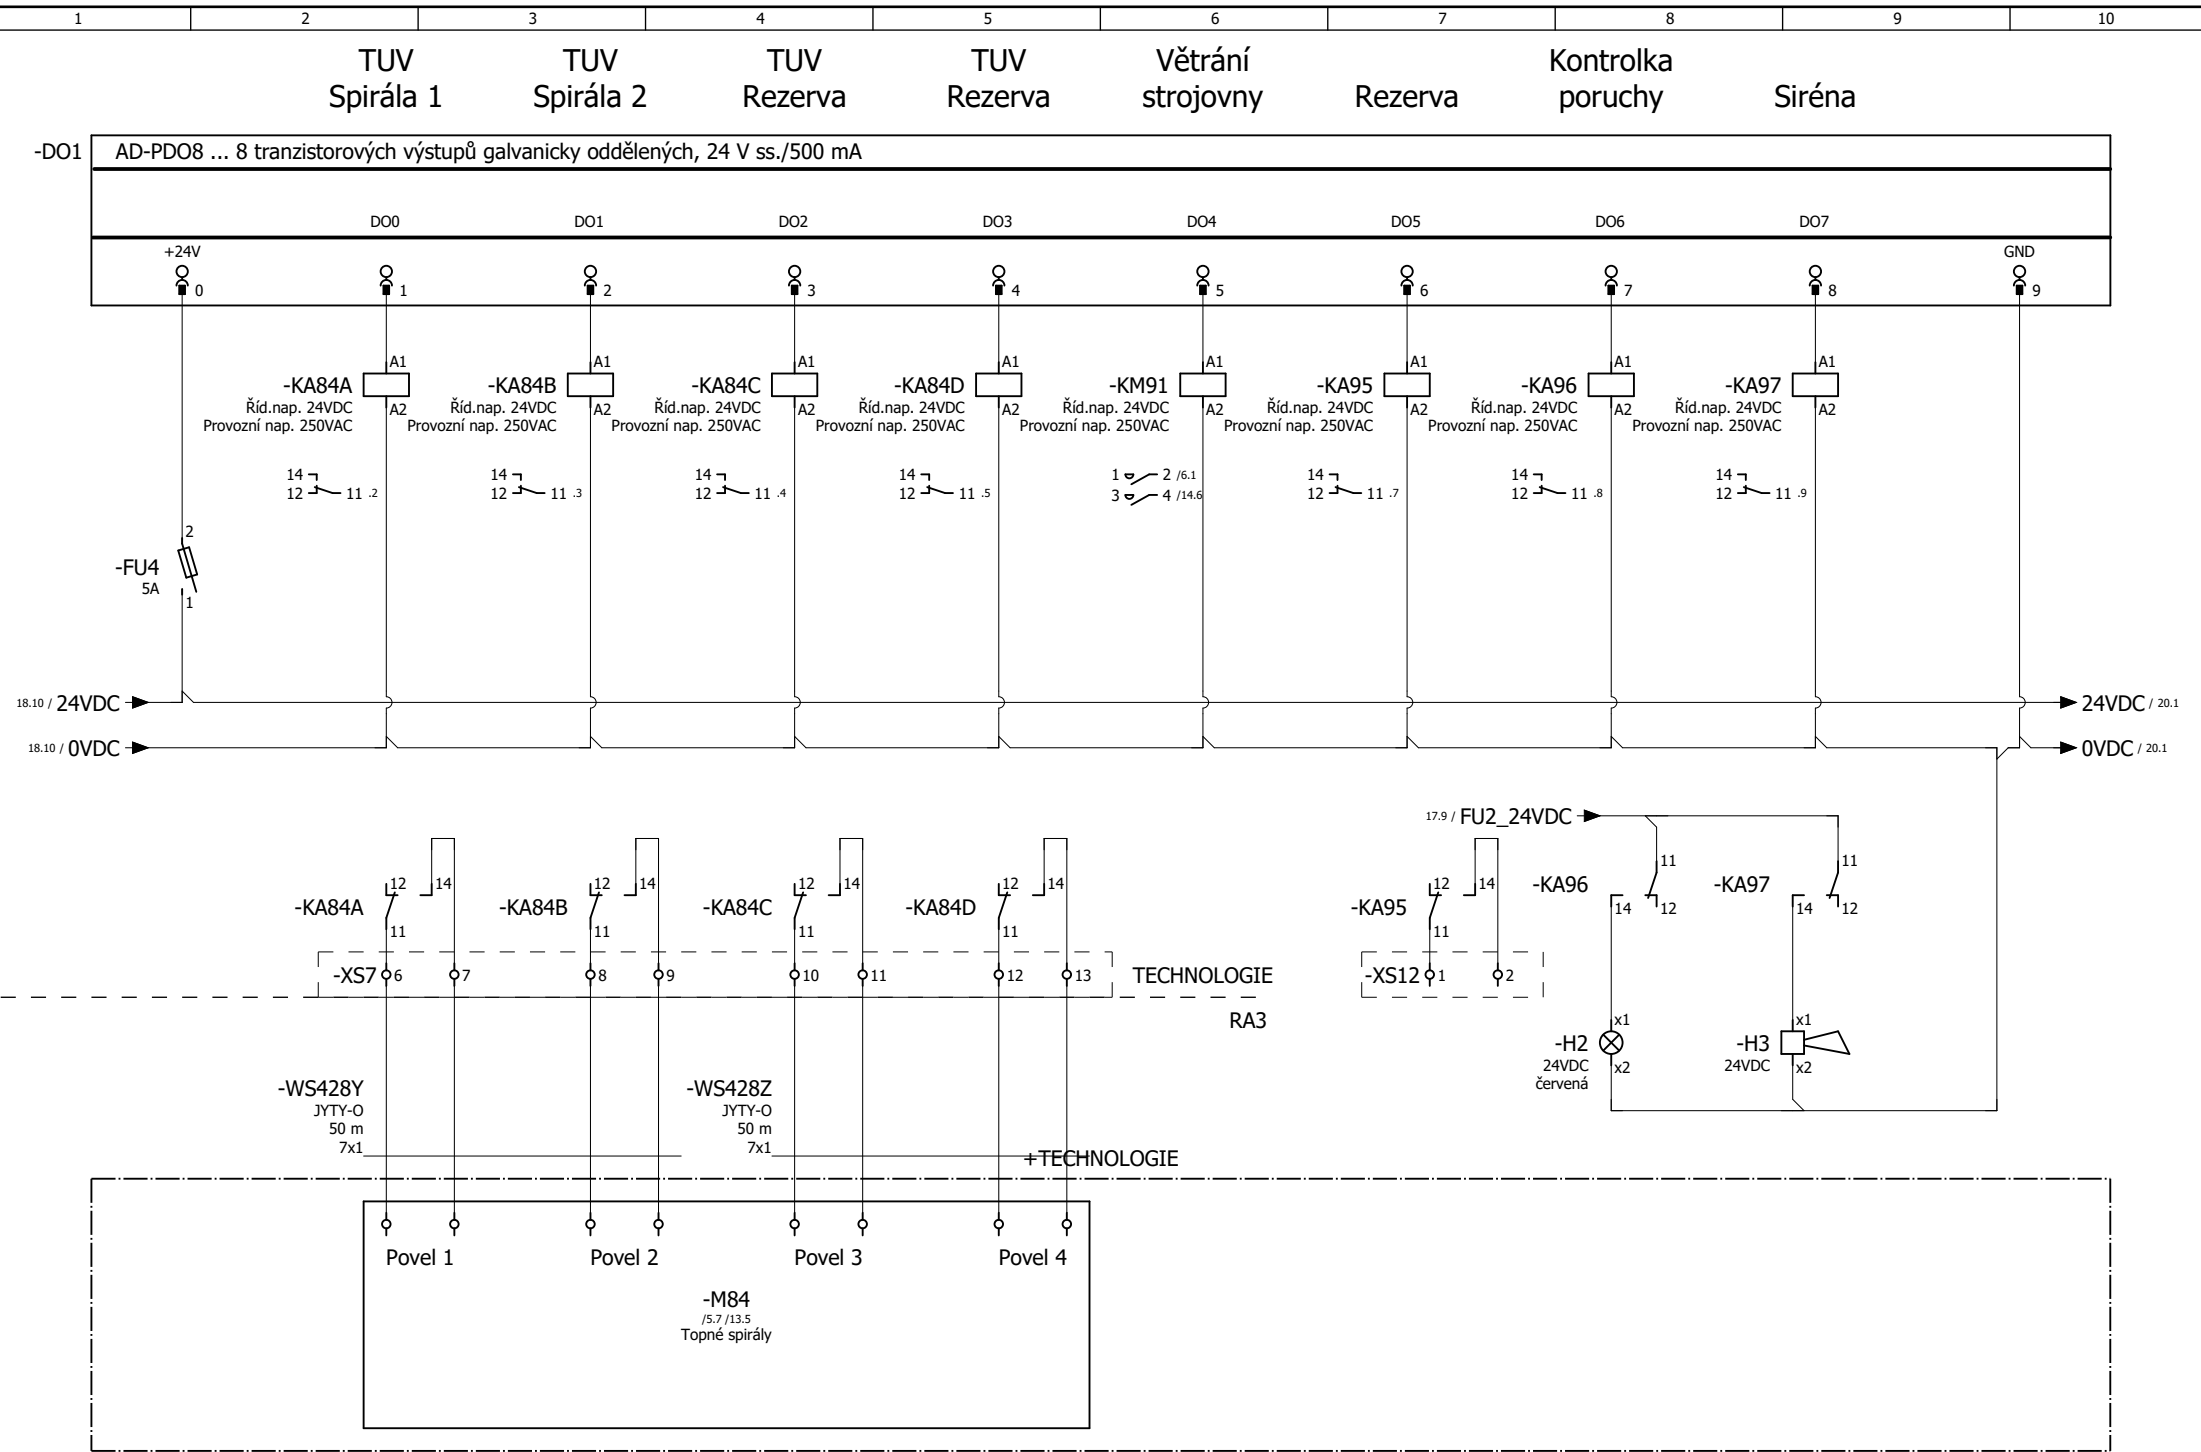 1 2 3 4 5 6 7 8 9 10
TUV TUV TUV TUV Větrání Kontrolka
Spirála 1 Spirála 2 Rezerva Rezerva strojovny Rezerva poruchy Siréna
-DO1 AD-PDO8 ... 8 tranzistorových výstupů galvanicky oddělených, 24 V ss./500 mA
DO0 DO1 DO2 DO3 DO4 DO5 DO6 DO7
+24V GND
0 1 2 3 4 5 6 7 8 9
A1 A1 A1 A1 A1 A1 A1 A1
-KA84A -KA84B -KA84C -KA84D -KM91 -KA95 -KA96 -KA97
Říd.nap. 24VDC A2 Říd.nap. 24VDC A2 Říd.nap. 24VDC A2 Říd.nap. 24VDC A2 Říd.nap. 24VDC A2 Říd.nap. 24VDC A2 Říd.nap. 24VDC A2 Říd.nap. 24VDC A2
Provozní nap. 250VAC Provozní nap. 250VAC Provozní nap. 250VAC Provozní nap. 250VAC Provozní nap. 250VAC Provozní nap. 250VAC Provozní nap. 250VAC Provozní nap. 250VAC
14 14 14 14 1 2 /6.1 14 14 14
12 11 .2 12 11 .3 12 11 .4 12 11 .5 3 4 /14.6 12 11 .7 12 11 .8 12 11 .9
2
-FU4
5A
1
18.10 / 24VDC 24VDC / 20.1
18.10 / 0VDC 0VDC / 20.1
17.9 / FU2_24VDC
11 11
12 14 12 14 12 14 12 14 12 14 -KA96 -KA97
-KA84A -KA84B -KA84C -KA84D -KA95 14 12 14 12
11 11 11 11 11
-XS7 6 7 8 9 10 11 12 13 TECHNOLOGIE -XS12 1 2
RA3 x1 x1
-H2 -H3
24VDC x2 24VDC x2
červená
-WS428Y -WS428Z
JYTY-O JYTY-O
50 m 50 m
7x1 7x1
+TECHNOLOGIE
Povel 1 Povel 2 Povel 3 Povel 4
-M84
/5.7 /13.5
Topné spirály